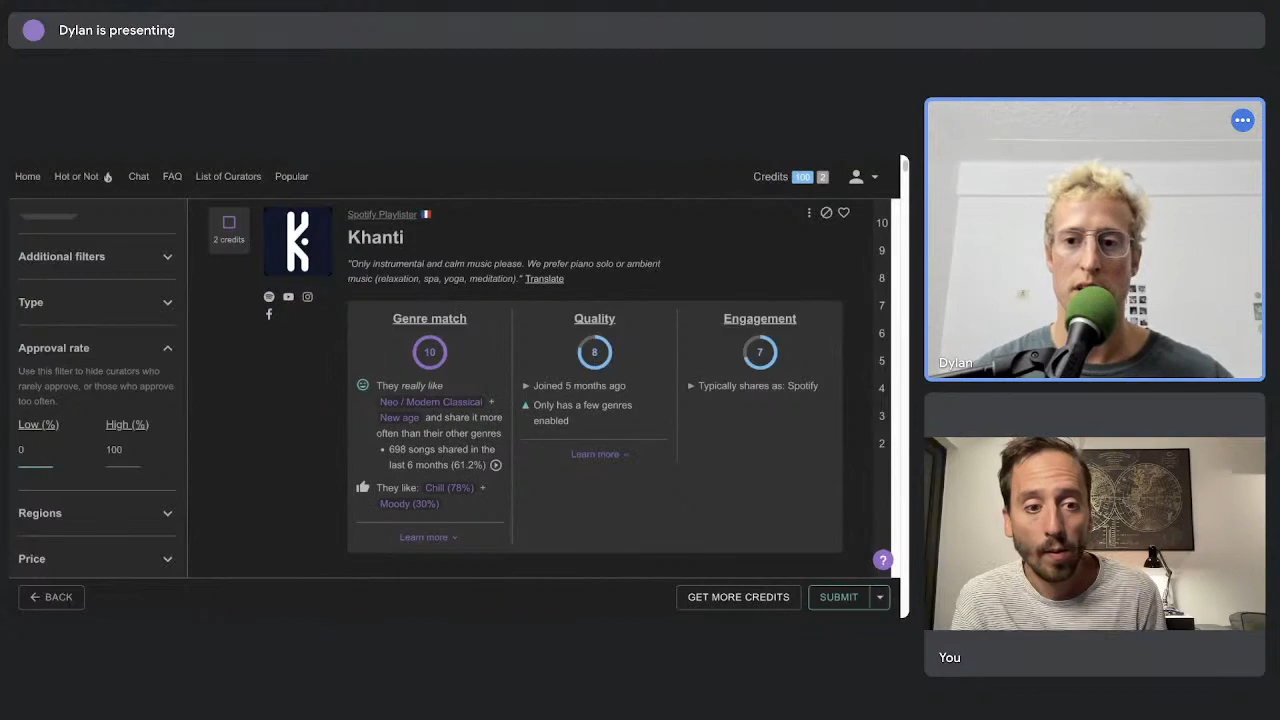 Dylan is presenting
Home Hot or Not Chat FAQ List of Curators Popular Credits 100 2
Additional filters
Type
Approval rate
Use this filter to hide curators who
rarely approve, or those who approve
too often.
Low (%) High (%)
0 100
Regions
Price
2 credits
Spotify Playlister
Khanti
"Only instrumental and calm music please. We prefer piano solo or ambient
music (relaxation, spa, yoga, meditation)." Translate
Genre match
10
They really like
Neo / Modern Classical +
New age and share it more
often than their other genres
• 698 songs shared in the
last 6 months (61.2%)
They like: Chill (78%) +
Moody (30%)
Learn more
Quality
8
Joined 5 months ago
Only has a few genres
enabled
Learn more
Engagement
7
Typically shares as: Spotify
10
9
8
7
6
5
4
3
2
?
BACK
GET MORE CREDITS
SUBMIT
Dylan
You